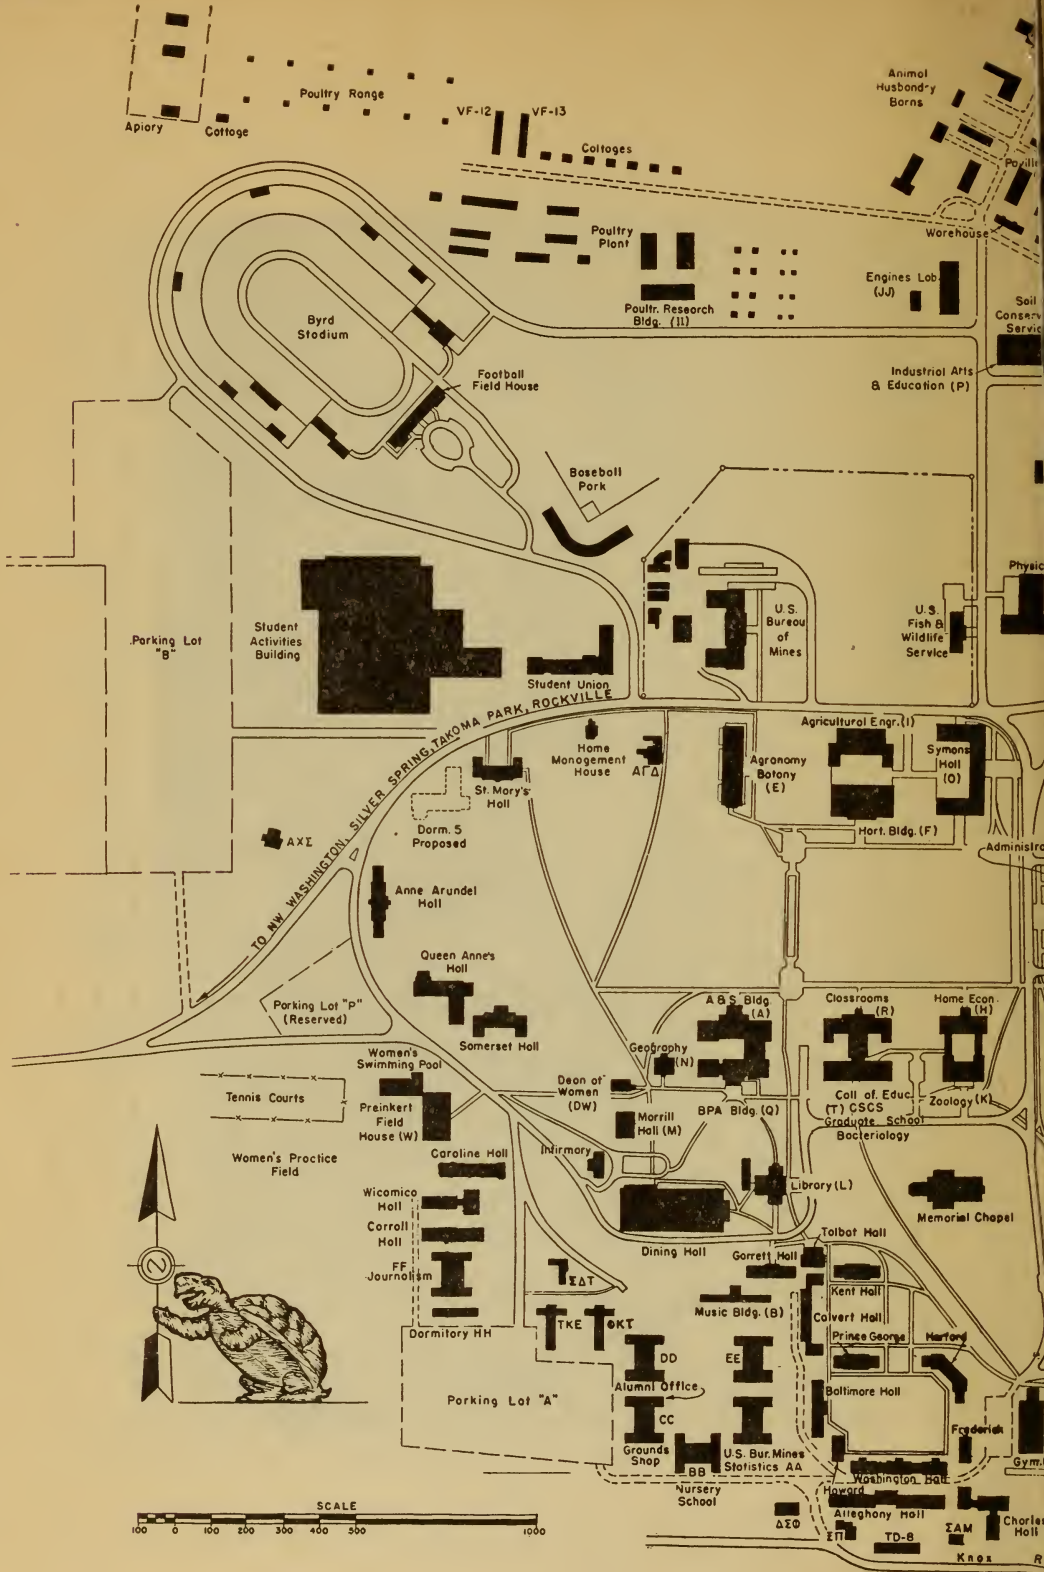 Animal
Husbandry
Barns
Poultry Range
VF-12
VF-13
Apiary
Cottage
Cottages
Warehouse
Poultry
Plant
Engines Lab.
(JJ)
Poultr. Research
Bldg. (II)
Soil
Byrd
Stadium
Industrial Arts
& Education (P)
Football
Field House
Baseball
Park
U.S.
Bureau
of
Mines
U.S.
Fish &
Wildlife
Service
Parking Lot
"B"
Student
Activities
Building
Student Union
TO NW WASHINGTON, SILVER SPRING, TAKOMA PARK, ROCKVILLE
Agricultural Engr. (I)
Home
Management
House
ΑΓΔ
Agronomy
Botany
(E)
Symons
Hall
(O)
St. Mary's
Hall
Dorm. 5
Proposed
Hort. Bldg. (F)
ΑΧΣ
Anne Arundel
Hall
Queen Anne's
Hall
Parking Lot "P"
(Reserved)
Somerset Hall
A & S Bldg.
(A)
Classrooms
(R)
Home Econ.
(H)
Geography
(N)
Women's
Swimming Pool
Tennis Courts
Preinkert
Field
House (W)
Dean of
Women
(DW)
Morrill
Hall (M)
BPA Bldg. (Q)
Coll of. Educ.
(T) CSCS
Graduate School
Bacteriology
Zoology (K)
Women's Practice
Field
Caroline Hall
Infirmary
Library (L)
Wicomico
Hall
Carroll
Hall
FF
Journalism
Dormitory HH
Dining Hall
Memorial Chapel
Talbot Hall
Garrett Hall
Kent Hall
ΣΔΤ
Music Bldg. (B)
Calvert Hall
TKE
ΦΚΤ
Prince George
Harford
DD
EE
Alumni Office
Parking Lot "A"
Baltimore Hall
CC
Grounds
Shop
BB
U.S. Bur. Mines
Statistics AA
Frederick
Gym.
Washington Hall
Nursery
School
Howard
Alleghany Hall
ΔΣΦ
ΞΠ
TD-8
ΣΑΜ
Hall
Knox
Z
SCALE
100 0 100 200 300 400 500 1000